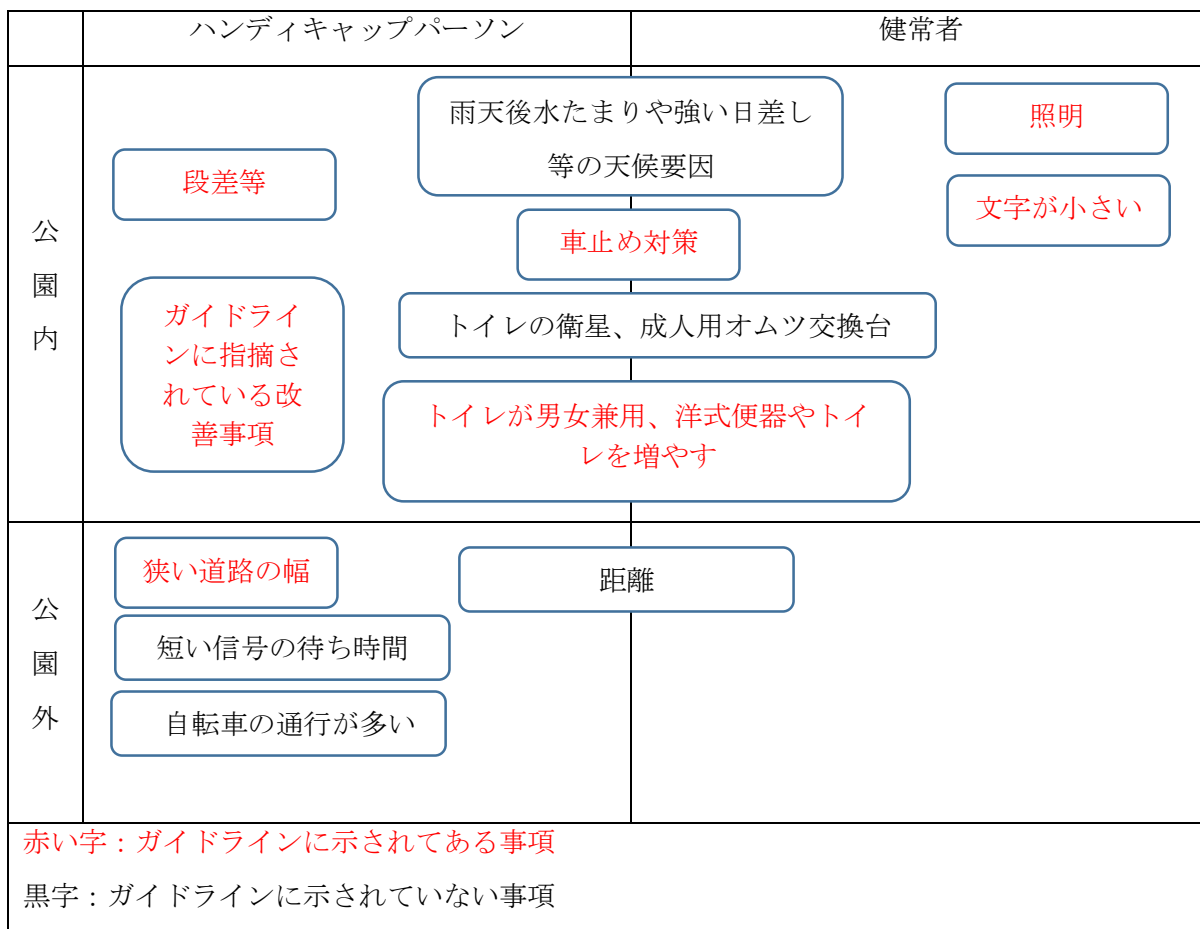 ハンディキャップパーソン
健常者
公園内
雨天後水たまりや強い日差し
等の天候要因
照明
段差等
文字が小さい
車止め対策
ガイドライ
ンに指摘さ
れている改
善事項
トイレの衛星、成人用オムツ交換台
トイレが男女兼用、洋式便器やトイ
レを増やす
公園外
狭い道路の幅
距離
短い信号の待ち時間
自転車の通行が多い
赤い字：ガイドラインに示されてある事項
黒字：ガイドラインに示されていない事項